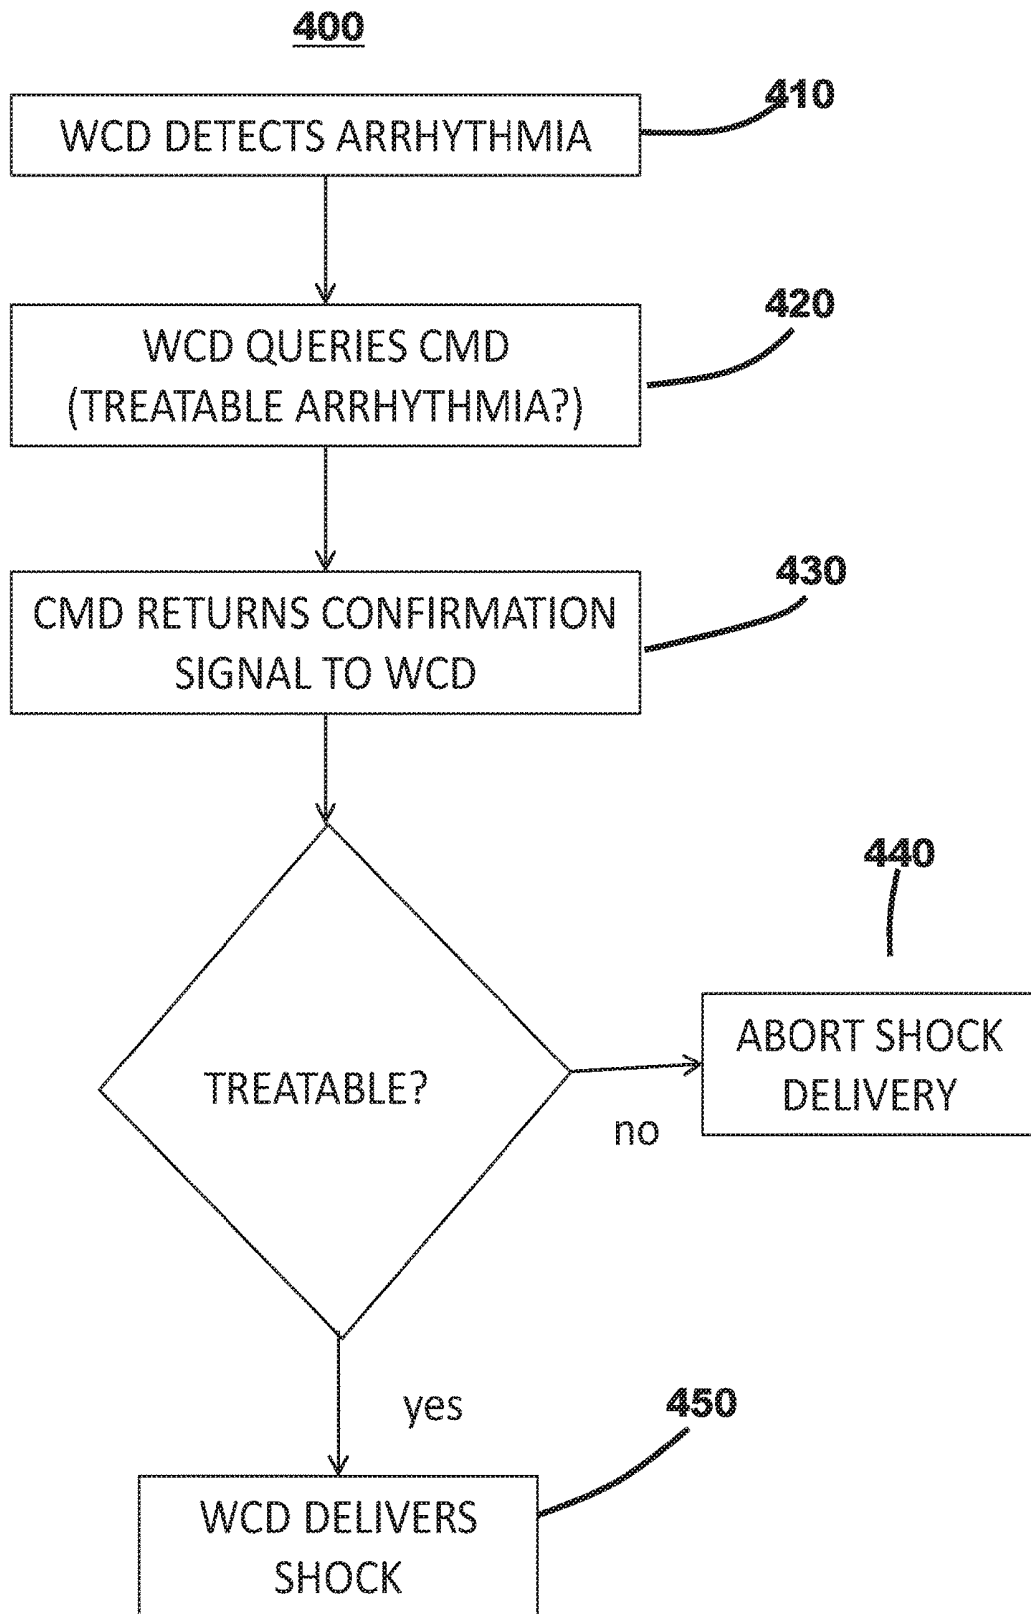 400
410
WCD DETECTS ARRHYTHMIA
420
WCD QUERIES CMD
(TREATABLE ARRHYTHMIA?)
430
CMD RETURNS CONFIRMATION
SIGNAL TO WCD
440
TREATABLE?
ABORT SHOCK
DELIVERY
no
yes
450
WCD DELIVERS
SHOCK